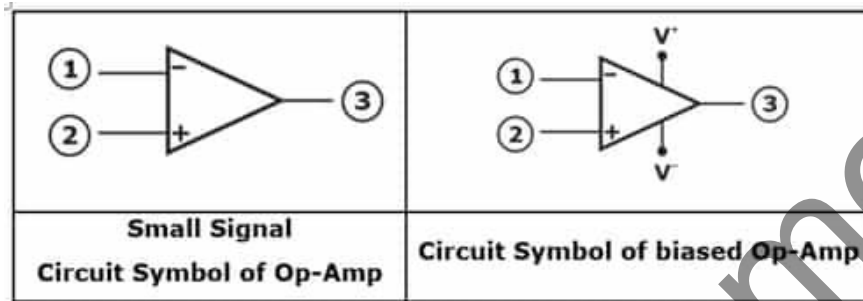 V⁺
1 - 3
2 +
1 - 3
2 +
V⁻
Small Signal
Circuit Symbol of Op-Amp
Circuit Symbol of biased Op-Amp